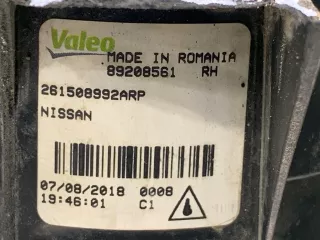 Valeo
MADE IN ROMANIA
89208561 RH
261508992ARP
NISSAN
07/08/2018 0008
19:46:01 C1